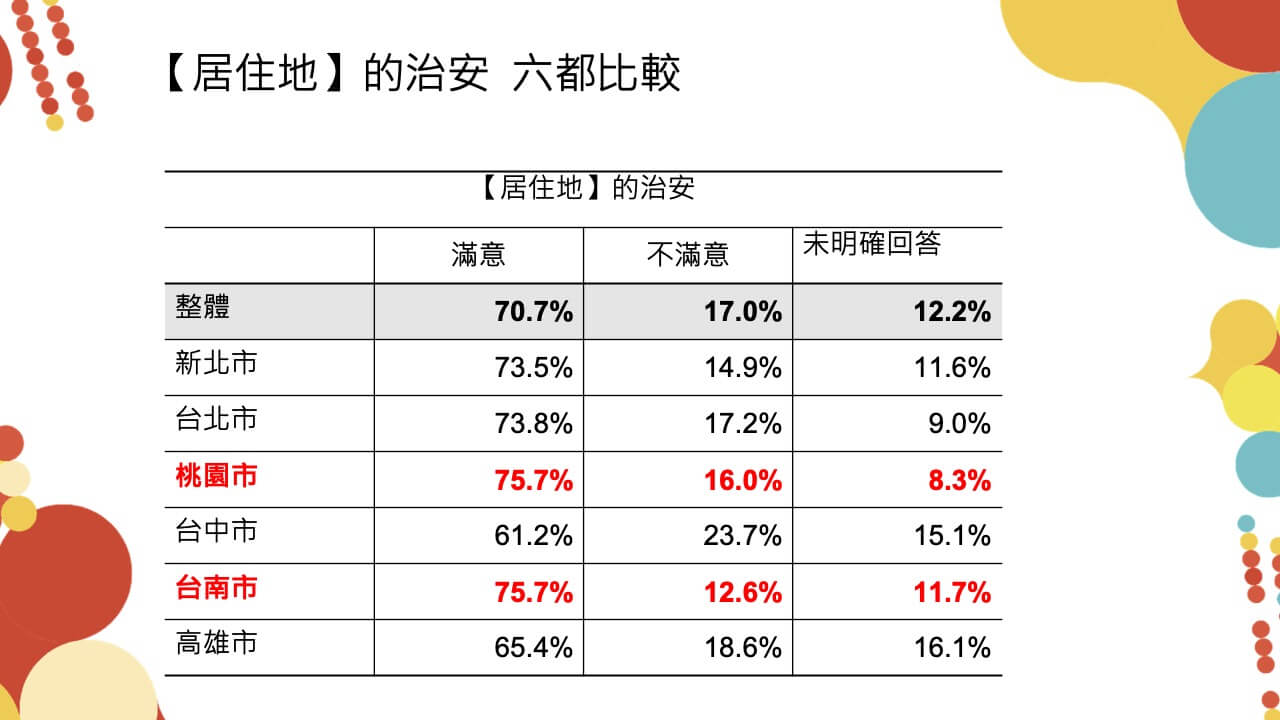 【居住地】的治安 六都比較
【居住地】的治安
滿意 不滿意 未明確回答
整體 70.7% 17.0% 12.2%
新北市 73.5% 14.9% 11.6%
台北市 73.8% 17.2% 9.0%
桃園市 75.7% 16.0% 8.3%
台中市 61.2% 23.7% 15.1%
台南市 75.7% 12.6% 11.7%
高雄市 65.4% 18.6% 16.1%